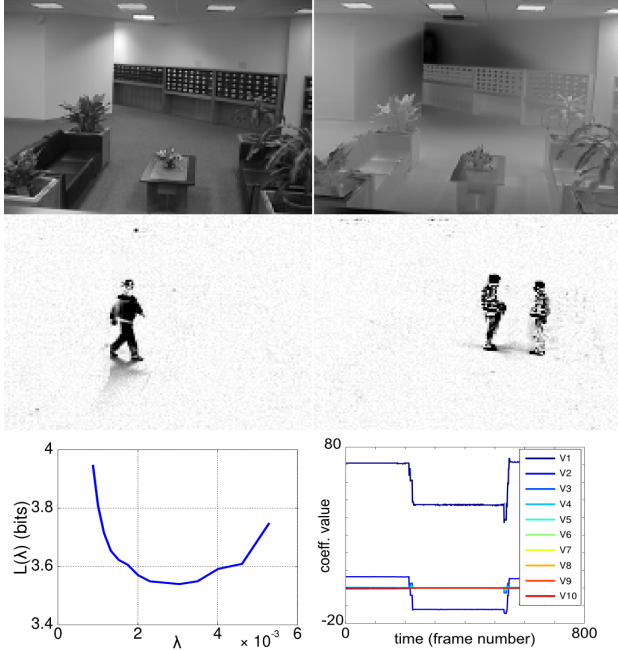 4
3.8
3.6
3.4
L(λ) (bits)
0
2
4
6
λ
× 10⁻³
80
-20
coeff. value
0
800
time (frame number)
V1
V2
V3
V4
V5
V6
V7
V8
V9
V10